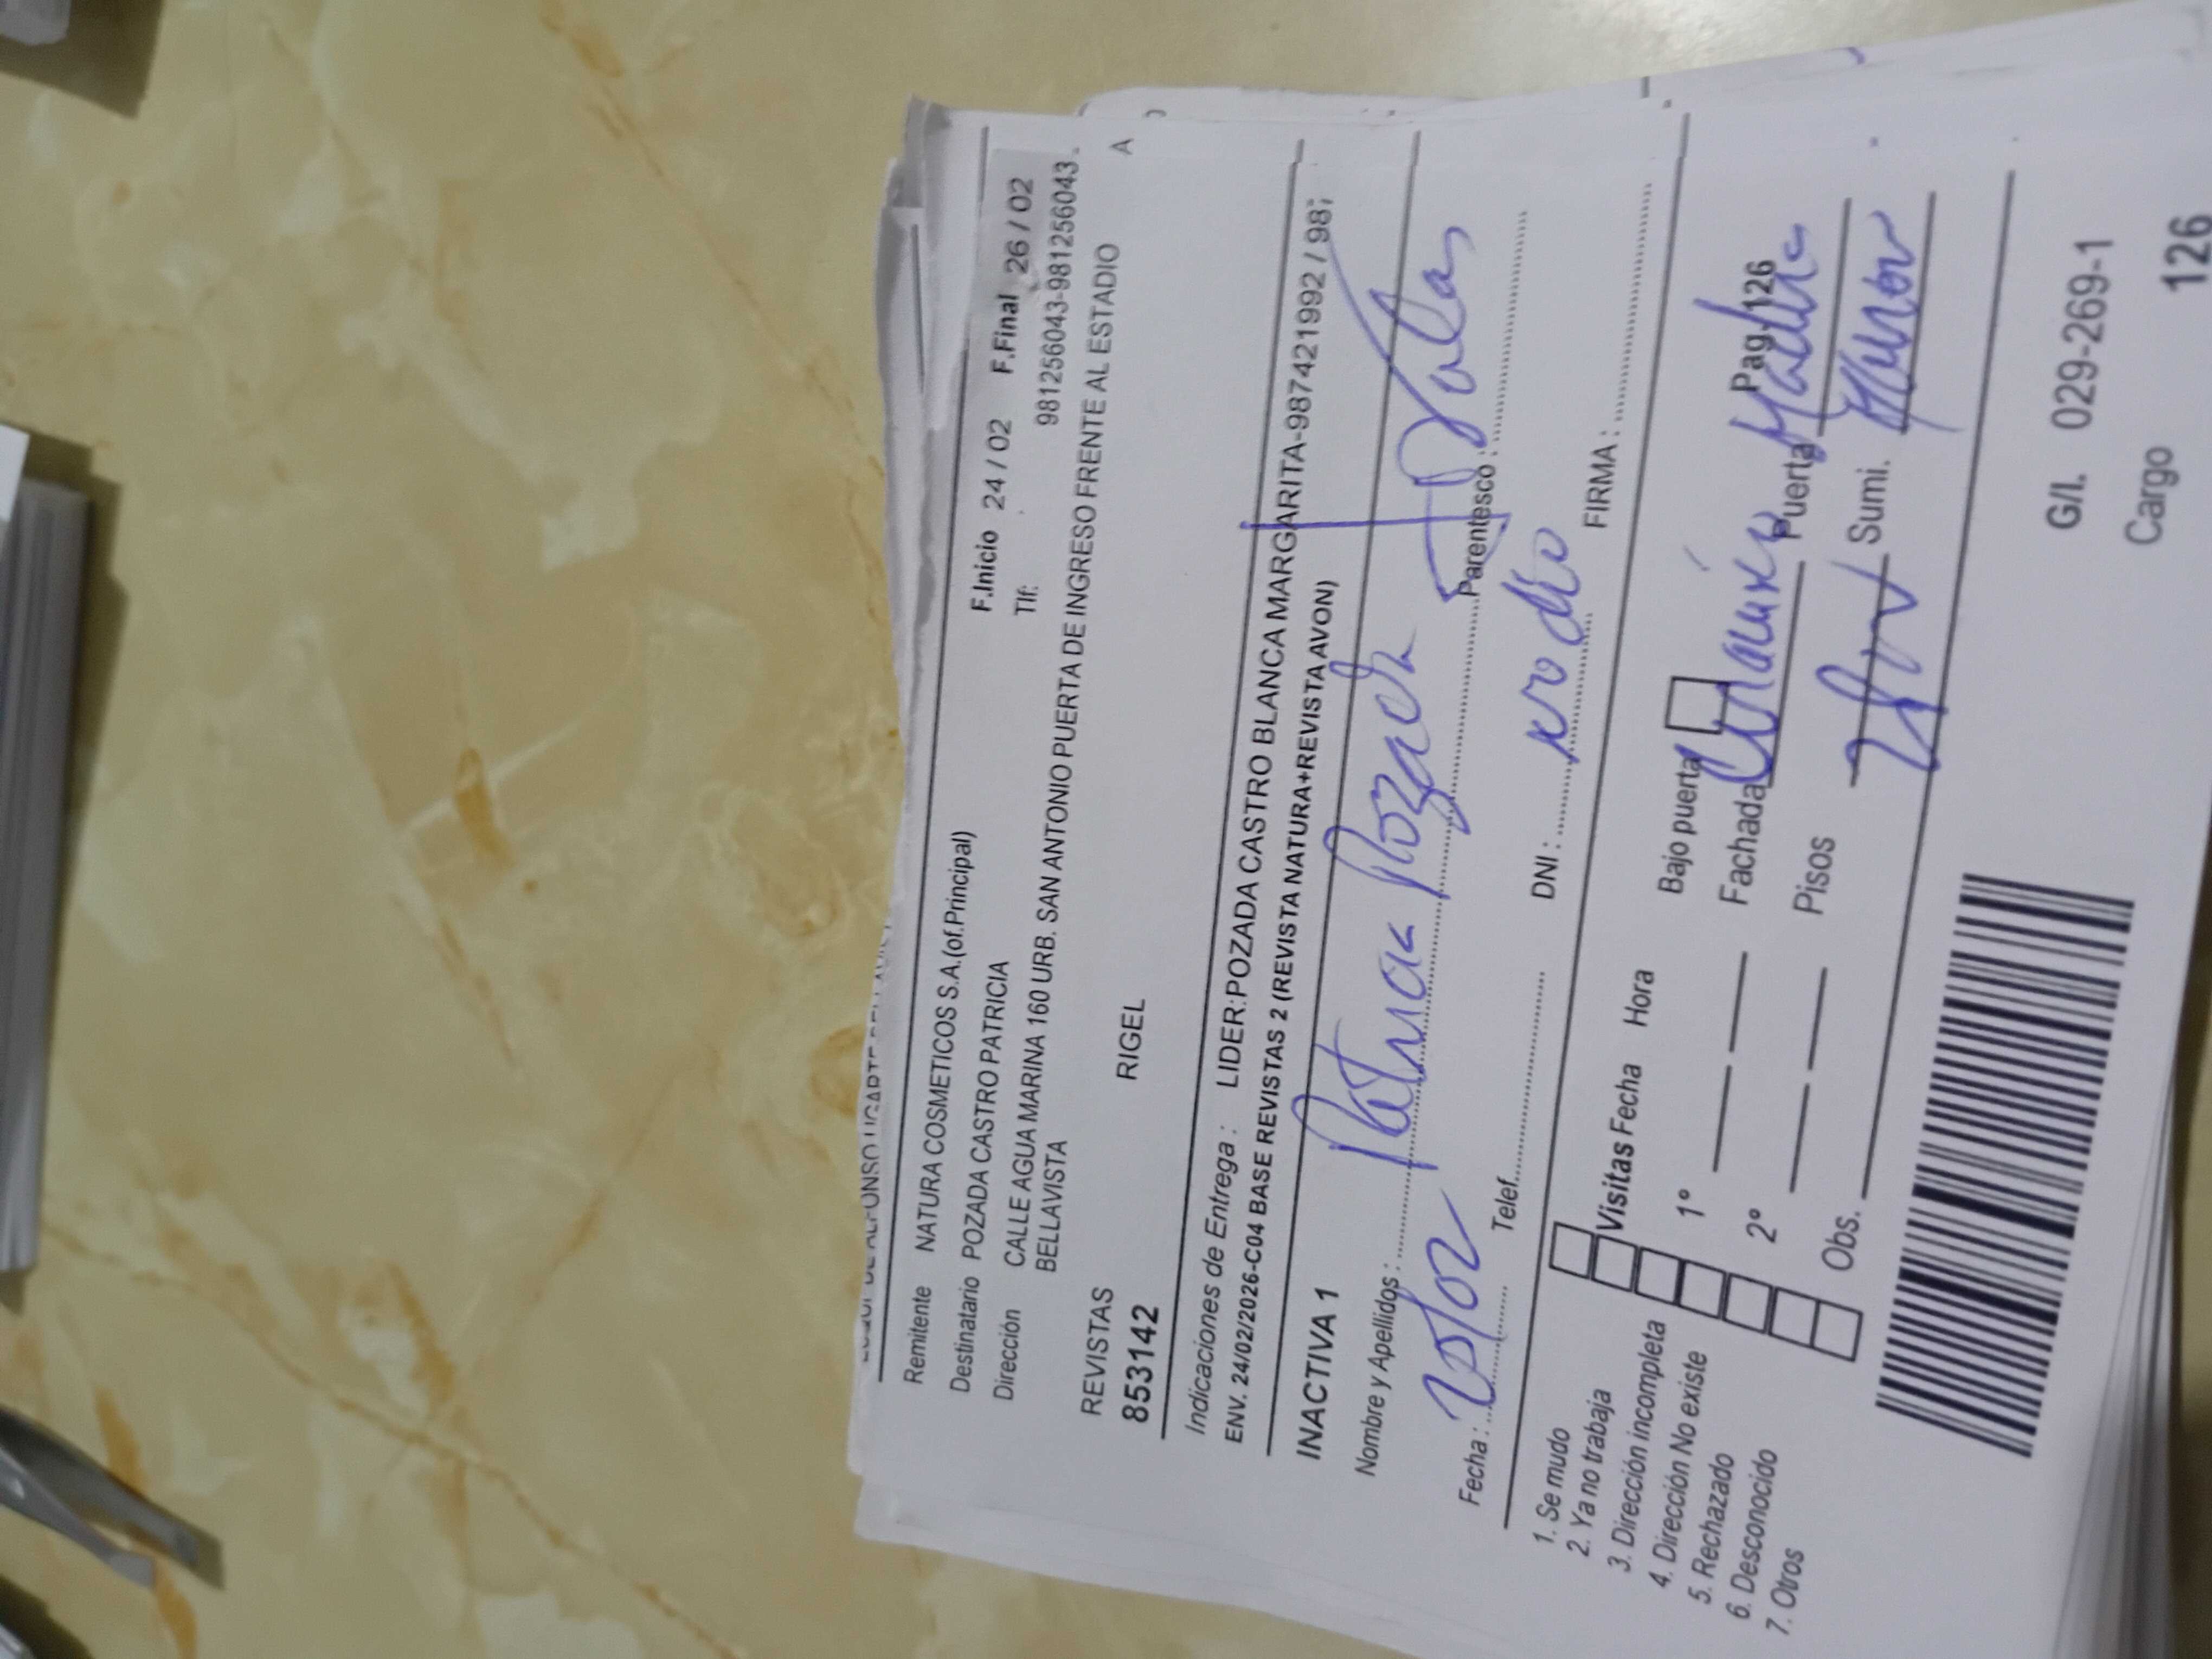 Remitente NATURA COSMETICOS S.A.(of.Principal) F.Inicio 24 / 02 F.Final 26 / 02
Destinatario POZADA CASTRO PATRICIA Tlf: 981256043-981256043
Dirección CALLE AGUA MARINA 160 URB. SAN ANTONIO PUERTA DE INGRESO FRENTE AL ESTADIO
BELLAVISTA
REVISTAS RIGEL A
853142
Indicaciones de Entrega : LIDER:POZADA CASTRO BLANCA MARGARITA-987421992 / 987
ENV. 24/02/2026-C04 BASE REVISTAS 2 (REVISTA NATURA+REVISTA AVON)
INACTIVA 1
Nombre y Apellidos : Patricia Pozada
Parentesco :
Fecha : Telef. DNI : no dio FIRMA :
1. Se mudo
2. Ya no trabaja
3. Dirección incompleta
4. Dirección No existe
5. Rechazado
6. Desconocido
7. Otros
Visitas Fecha Hora Bajo puerta Pag/126
1º Fachada Puerta
2º Pisos Sumi.
Obs.
G/I. 029-269-1
Cargo 126